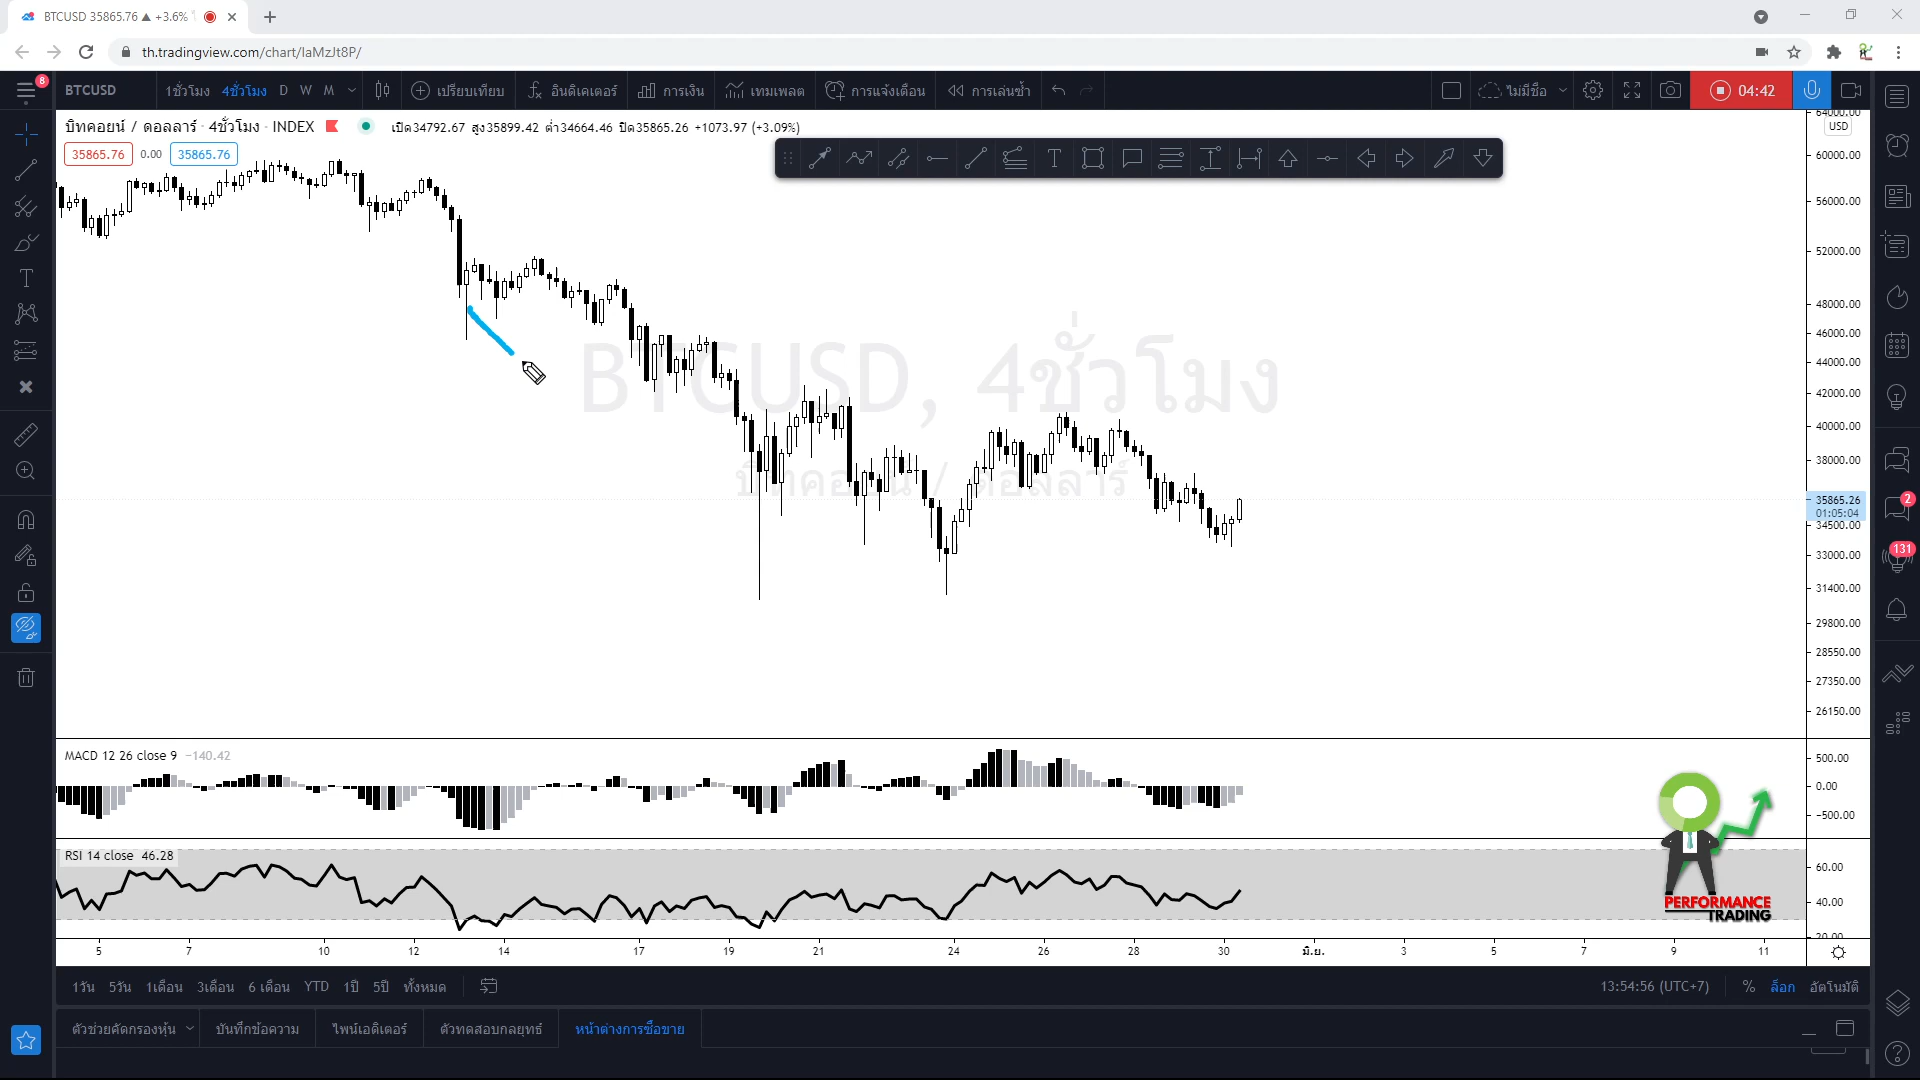 BTCUSD 35865.76 ▲ +3.6%
th.tradingview.com/chart/IaMzJt8P/
8
BTCUSD
1ชั่วโมง 4ชั่วโมง D W M
เปรียบเทียบ
อินดิเคเตอร์
การเงิน
เทมเพลต
การแจ้งเตือน
การเล่นซ้ำ
ไม่มีชื่อ
04:42
บิทคอยน์ / ดอลลาร์ · 4ชั่วโมง · INDEX
เปิด34792.67 สูง35899.42 ต่ำ34664.46 ปิด35865.26 +1073.97 (+3.09%)
35865.76 0.00 35865.76
BTCUSD, 4ชั่วโมง
บิทคอยน์ / ดอลลาร์
64000.00
USD
60000.00
56000.00
52000.00
48000.00
46000.00
44000.00
42000.00
40000.00
38000.00
35865.26
01:05:04
34500.00
33000.00
31400.00
29800.00
28550.00
27350.00
26150.00
2
131
MACD 12 26 close 9 −140.42
500.00
0.00
−500.00
RSI 14 close 46.28
60.00
40.00
20.00
PERFORMANCE
TRADING
5 7 10 12 14 17 19 21 24 26 28 30 มิ.ย. 3 5 7 9 11
1วัน 5วัน 1เดือน 3เดือน 6 เดือน YTD 1ปี 5ปี ทั้งหมด
13:54:56 (UTC+7) % ล็อก อัตโนมัติ
ตัวช่วยคัดกรองหุ้น บันทึกข้อความ ไพน์เอดิเตอร์ ตัวทดสอบกลยุทธ์ หน้าต่างการซื้อขาย